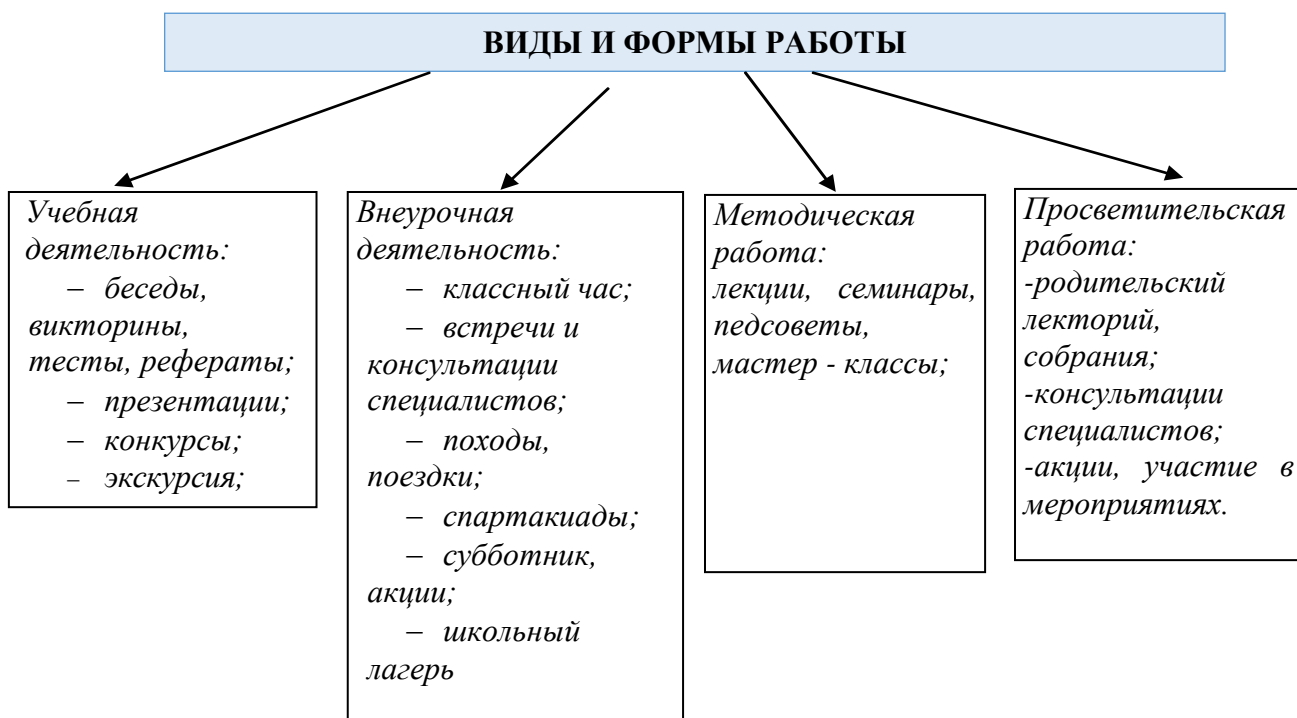 ВИДЫ И ФОРМЫ РАБОТЫ
Учебная
деятельность:
– беседы,
викторины,
тесты, рефераты;
– презентации;
– конкурсы;
– экскурсия;
Внеурочная
деятельность:
– классный час;
– встречи и
консультации
специалистов;
– походы,
поездки;
– спартакиады;
– субботник,
акции;
– школьный
лагерь
Методическая
работа:
лекции, семинары,
педсоветы,
мастер - классы;
Просветительская
работа:
-родительский
лекторий,
собрания;
-консультации
специалистов;
-акции, участие в
мероприятиях.